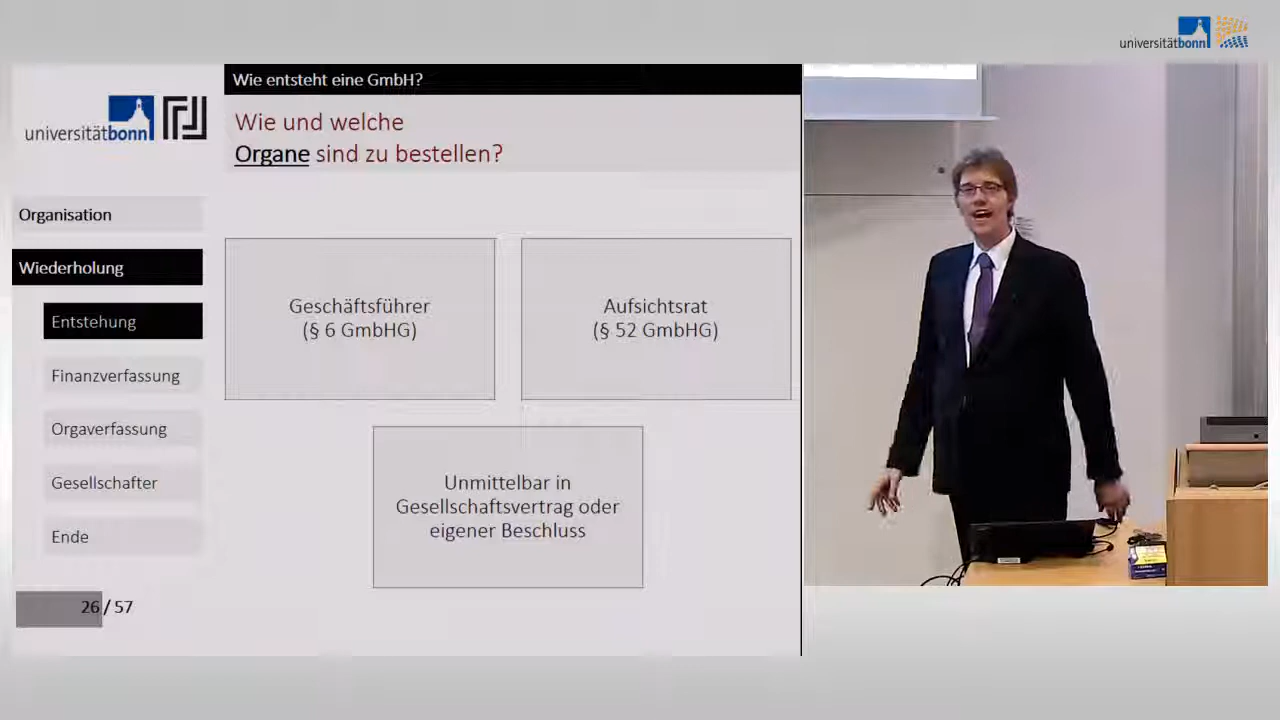 universitätbonn
Wie entsteht eine GmbH?
universitätbonn
Wie und welche
Organe sind zu bestellen?
Organisation
Wiederholung
Entstehung
Finanzverfassung
Orgaverfassung
Gesellschafter
Ende
26 / 57
Geschäftsführer
(§ 6 GmbHG)
Aufsichtsrat
(§ 52 GmbHG)
Unmittelbar in
Gesellschaftsvertrag oder
eigener Beschluss